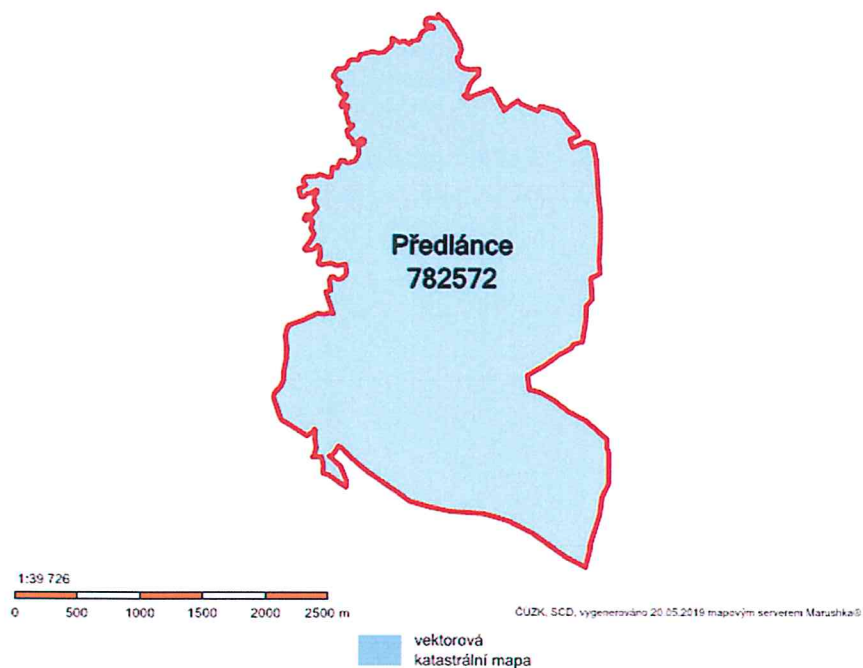 Předlánce
782572
1:39 726
0 500 1000 1500 2000 2500 m
ČÚZK, SCD, vygenerováno 20.05.2019 mapovým serverem Marushka®
vektorová
katastrální mapa